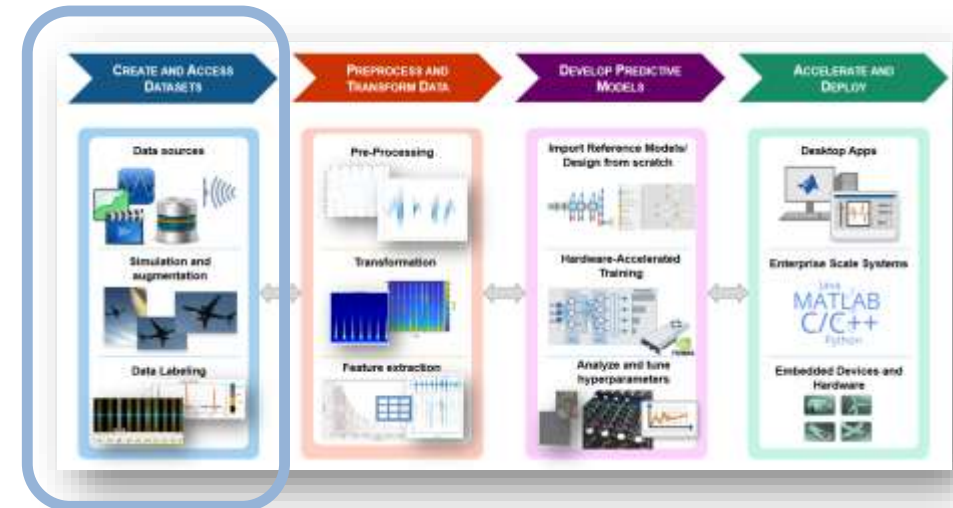 CREATE AND ACCESS
DATASETS
PREPROCESS AND
TRANSFORM DATA
DEVELOP PREDICTIVE
MODELS
ACCELERATE AND
DEPLOY
Data sources
Simulation and
augmentation
Data Labeling
Pre-Processing
Transformation
Feature extraction
Import Reference Models/
Design from scratch
Hardware-Accelerated
Training
Analyze and tune
hyperparameters
Desktop Apps
Enterprise Scale Systems
Java
MATLAB
C/C++
Python
Embedded Devices and
Hardware